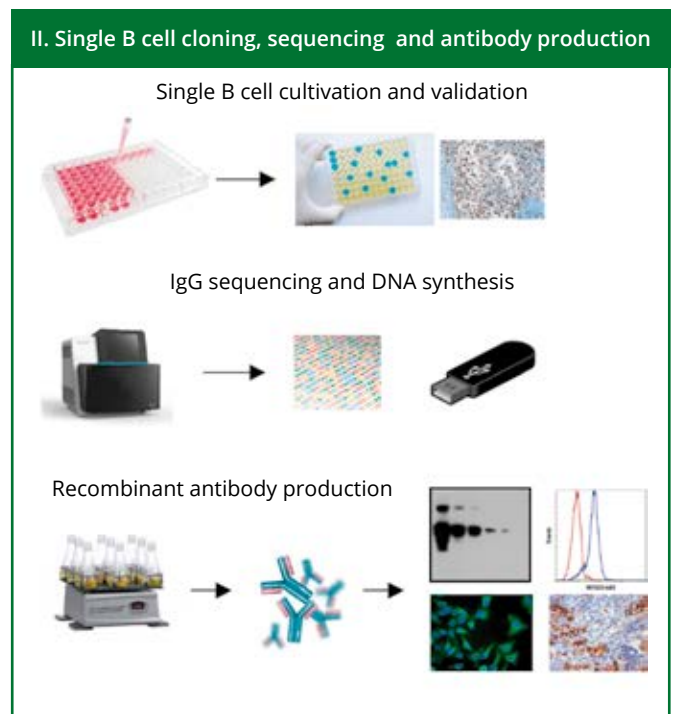 II. Single B cell cloning, sequencing and antibody production
Single B cell cultivation and validation
IgG sequencing and DNA synthesis
Recombinant antibody production